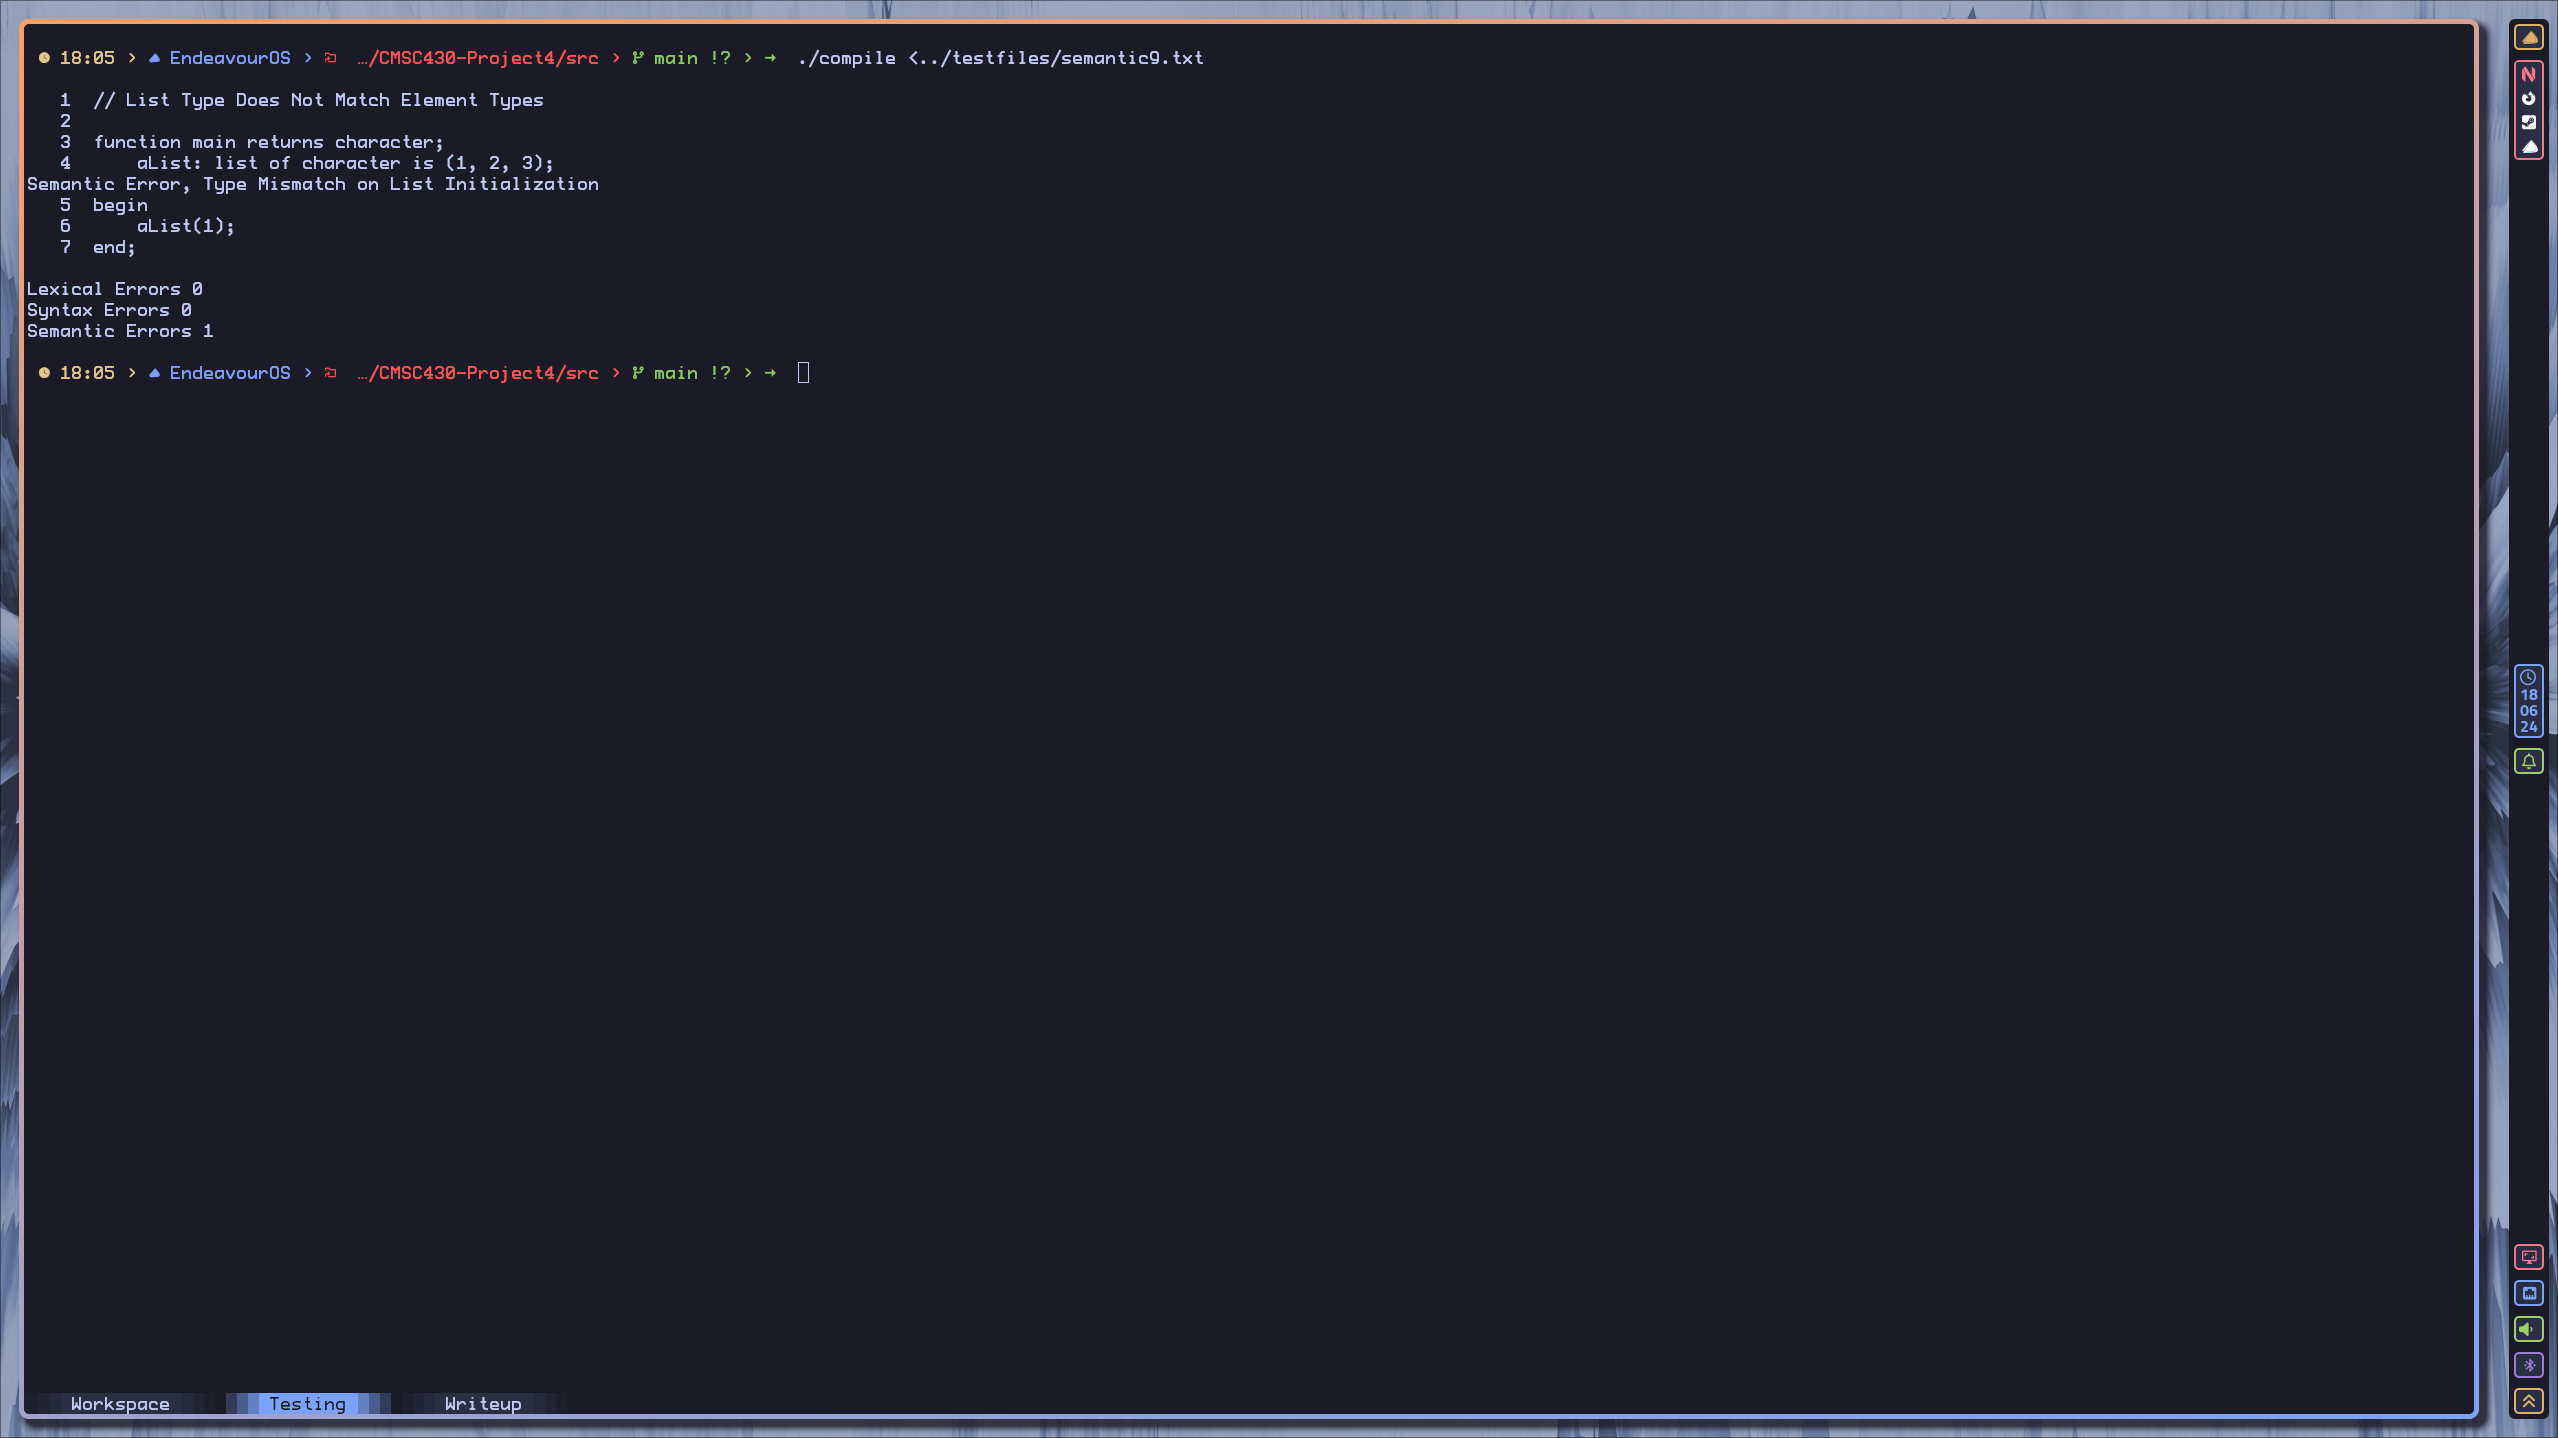 18:05 > EndeavourOS > …/CMSC430-Project4/src > main !? > → ./compile <../testfiles/semantic9.txt
1 // List Type Does Not Match Element Types
2
3 function main returns character;
4 aList: list of character is (1, 2, 3);
Semantic Error, Type Mismatch on List Initialization
5 begin
6 aList(1);
7 end;
Lexical Errors 0
Syntax Errors 0
Semantic Errors 1
18:05 > EndeavourOS > …/CMSC430-Project4/src > main !? > →
Workspace Testing Writeup
18
06
24